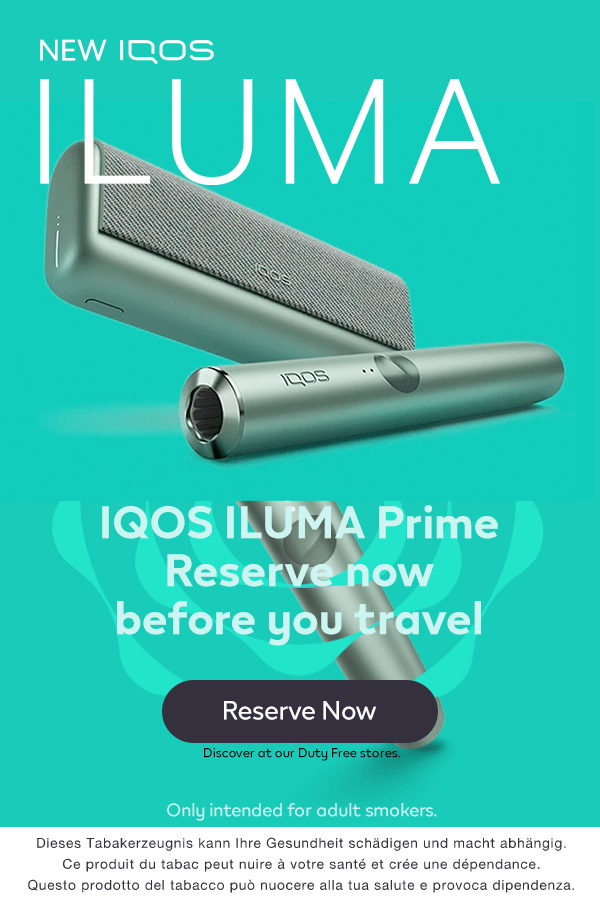 NEW IQOS
ILUMA
IQOS
IQOS
IQOS ILUMA Prime
Reserve now
before you travel
Reserve Now
Discover at our Duty Free stores.
Only intended for adult smokers.
Dieses Tabakerzeugnis kann Ihre Gesundheit schädigen und macht abhängig.
Ce produit du tabac peut nuire à votre santé et crée une dépendance.
Questo prodotto del tabacco può nuocere alla tua salute e provoca dipendenza.